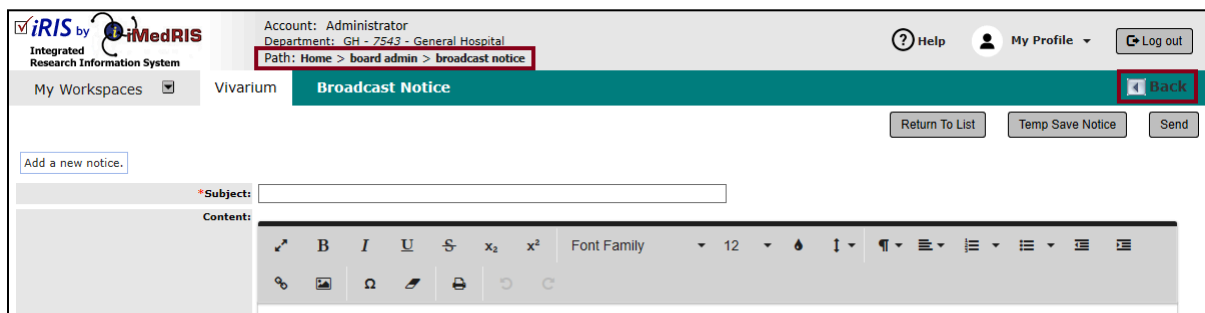 iRIS by iMedRIS
Integrated
Research Information System
Account: Administrator
Department: GH - 7543 - General Hospital
Path: Home > board admin > broadcast notice
Help
My Profile
Log out
My Workspaces
Vivarium
Broadcast Notice
Back
Return To List
Temp Save Notice
Send
Add a new notice.
*Subject:
Content:
B I U S x₂ x² Font Family 12 ¶
Ω